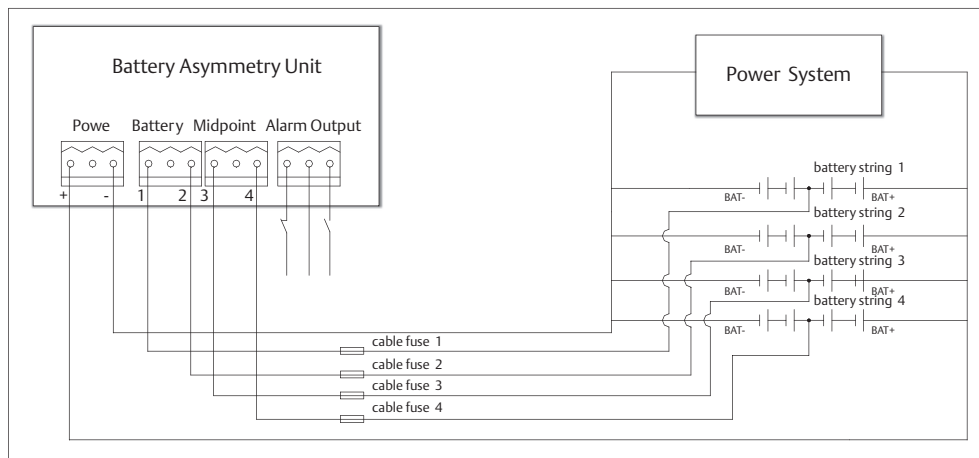 Battery Asymmetry Unit
Power System
Powe Battery Midpoint Alarm Output
+ - 1 2 3 4
battery string 1
BAT- BAT+
battery string 2
BAT- BAT+
battery string 3
BAT- BAT+
battery string 4
BAT- BAT+
cable fuse 1
cable fuse 2
cable fuse 3
cable fuse 4